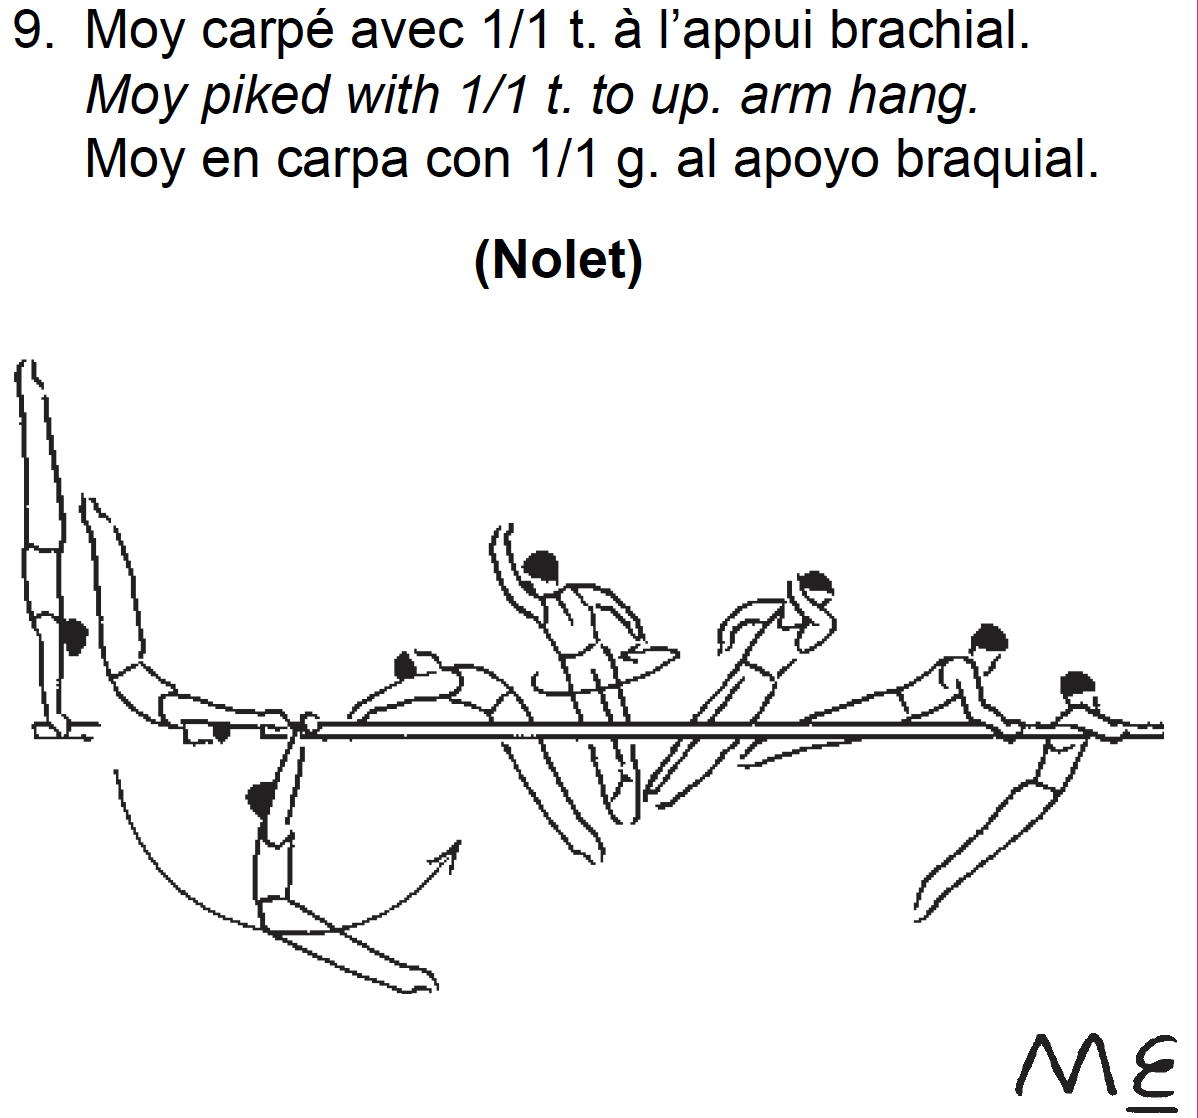 9. Moy carpé avec 1/1 t. à l’appui brachial.
Moy piked with 1/1 t. to up. arm hang.
Moy en carpa con 1/1 g. al apoyo braquial.
(Nolet)
ME